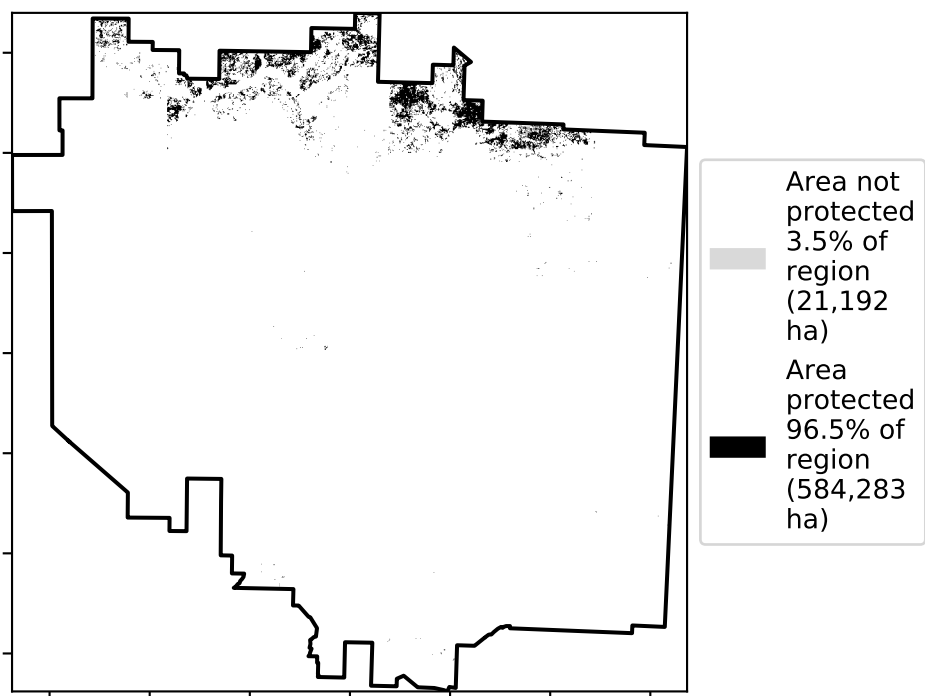 Area not
protected
3.5% of
region
(21,192
ha)
Area
protected
96.5% of
region
(584,283
ha)